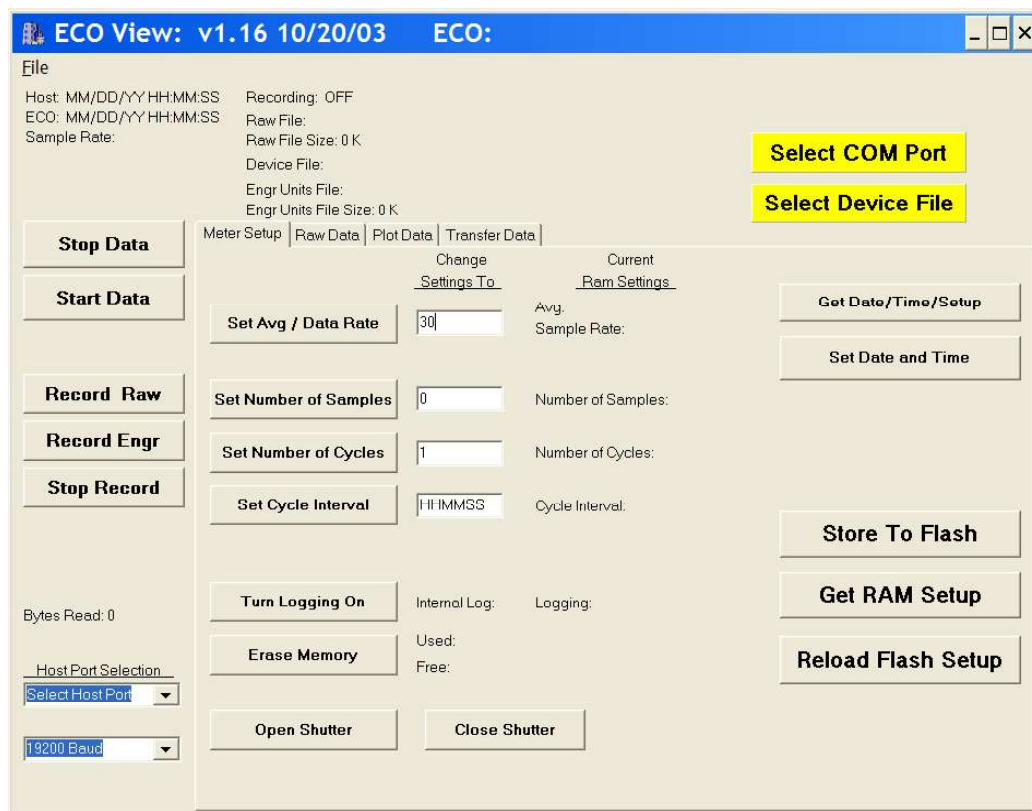 ECO View: v1.16 10/20/03 ECO:
File
Host: MM/DD/YY HH:MM:SS
ECO: MM/DD/YY HH:MM:SS
Sample Rate:
Recording: OFF
Raw File:
Raw File Size: 0 K
Device File:
Engr Units File:
Engr Units File Size: 0 K
Select COM Port
Select Device File
Stop Data
Start Data
Record Raw
Record Engr
Stop Record
Bytes Read: 0
Host Port Selection
Select Host Port
19200 Baud
Meter Setup Raw Data Plot Data Transfer Data
Change
Settings To
Current
Ram Settings
Set Avg / Data Rate 30 Avg.
Sample Rate:
Set Number of Samples 0 Number of Samples:
Set Number of Cycles 1 Number of Cycles:
Set Cycle Interval HHMMSS Cycle Interval:
Turn Logging On Internal Log: Logging:
Erase Memory Used:
Free:
Open Shutter Close Shutter
Get Date/Time/Setup
Set Date and Time
Store To Flash
Get RAM Setup
Reload Flash Setup